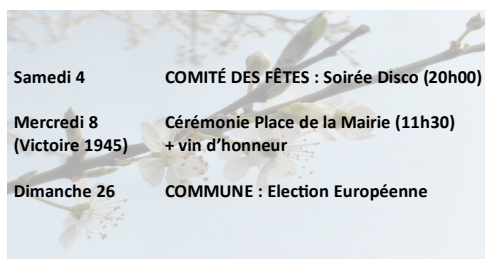 Samedi 4 COMITÉ DES FÊTES : Soirée Disco (20h00)
Mercredi 8 Cérémonie Place de la Mairie (11h30)
(Victoire 1945) + vin d’honneur
Dimanche 26 COMMUNE : Election Européenne